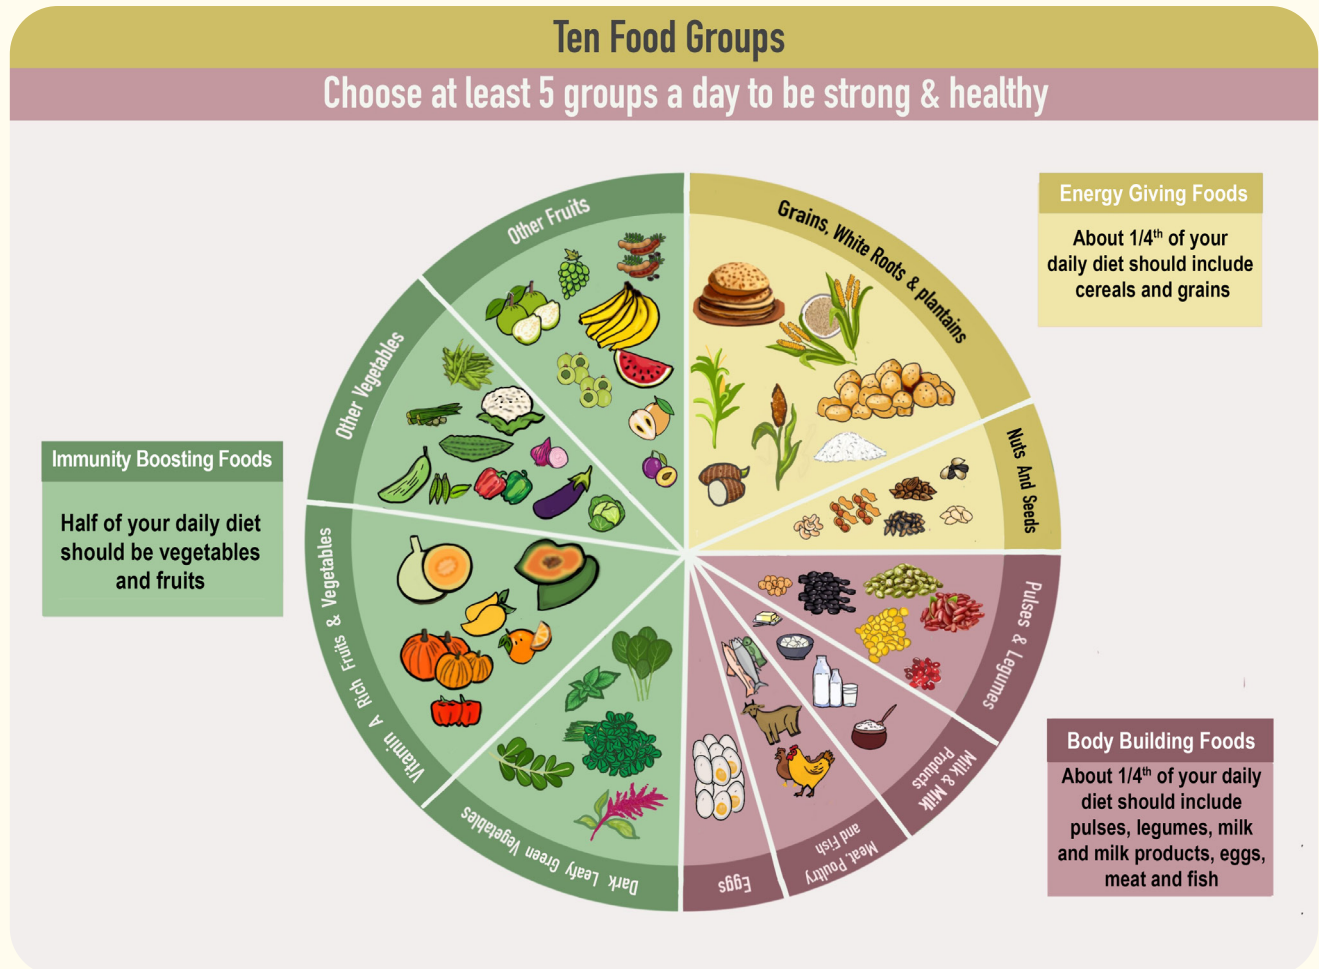 Ten Food Groups
Choose at least 5 groups a day to be strong & healthy
Other Fruits
Grains, White Roots & plantains
Energy Giving Foods
About 1/4th of your
daily diet should include
cereals and grains
Other Vegetables
Nuts And Seeds
Immunity Boosting Foods
Half of your daily diet
should be vegetables
and fruits
Vitamin A Rich Fruits & Vegetables
Pulses & Legumes
Dark Leafy Green Vegetables
Eggs
Meat, Poultry
and Fish
Milk & Milk
Products
Body Building Foods
About 1/4th of your daily
diet should include
pulses, legumes, milk
and milk products, eggs,
meat and fish